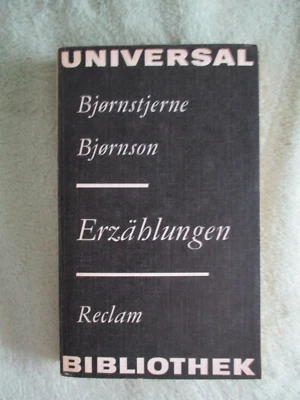 UNIVERSAL
Bjørnstjerne
Bjørnson
Erzählungen
Reclam
BIBLIOTHEK